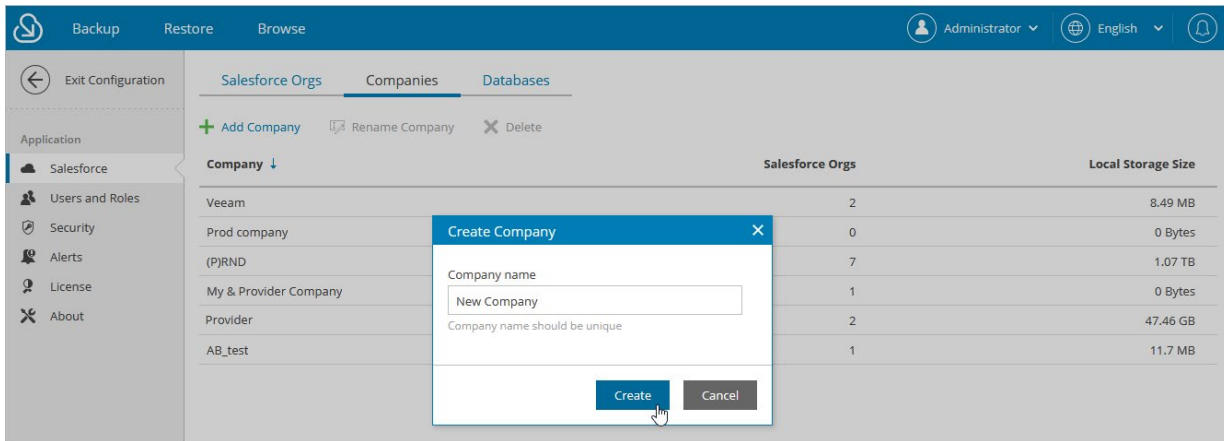 Backup Restore Browse Administrator English
Exit Configuration
Salesforce Orgs Companies Databases
Application
Salesforce
Users and Roles
Security
Alerts
License
About
Add Company Rename Company Delete
Company ↓ Salesforce Orgs Local Storage Size
Veeam 2 8.49 MB
Prod company 0 0 Bytes
(P)RND 7 1.07 TB
My & Provider Company 1 0 Bytes
Provider 2 47.46 GB
AB_test 1 11.7 MB
Create Company
Company name
New Company
Company name should be unique
Create Cancel